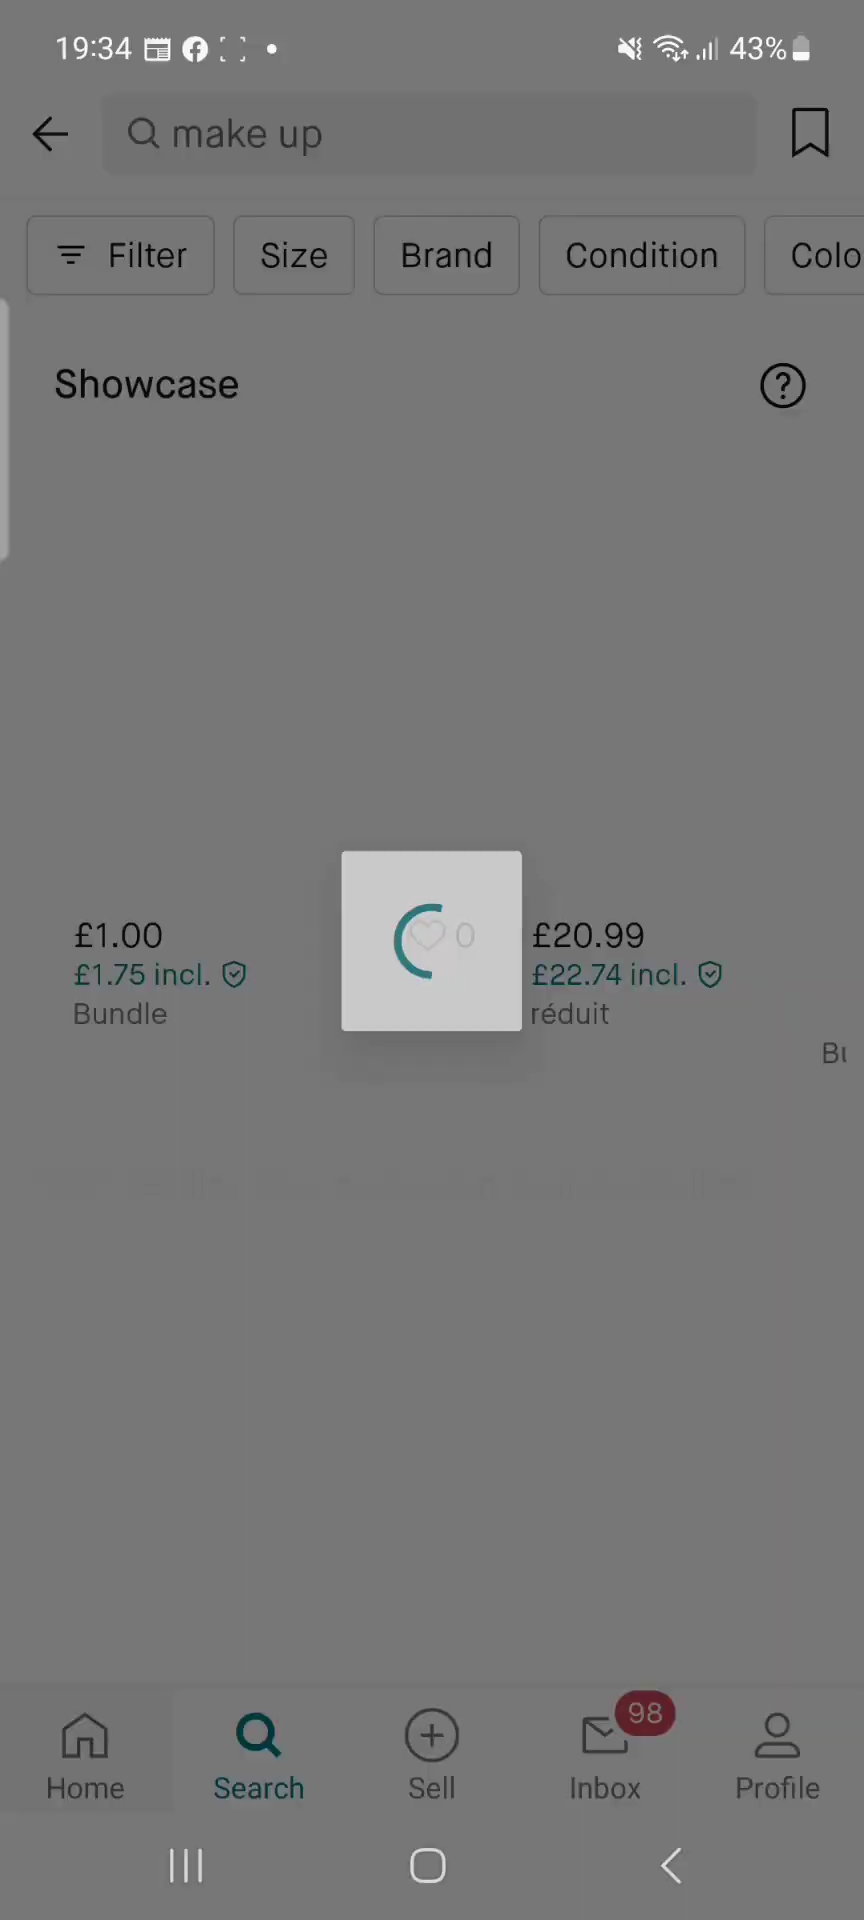 19:34
43%
make up
Filter
Size
Brand
Condition
Colo
Showcase
£1.00
0
£20.99
£1.75 incl.
£22.74 incl.
Bundle
réduit
98
Home
Search
Sell
Inbox
Profile